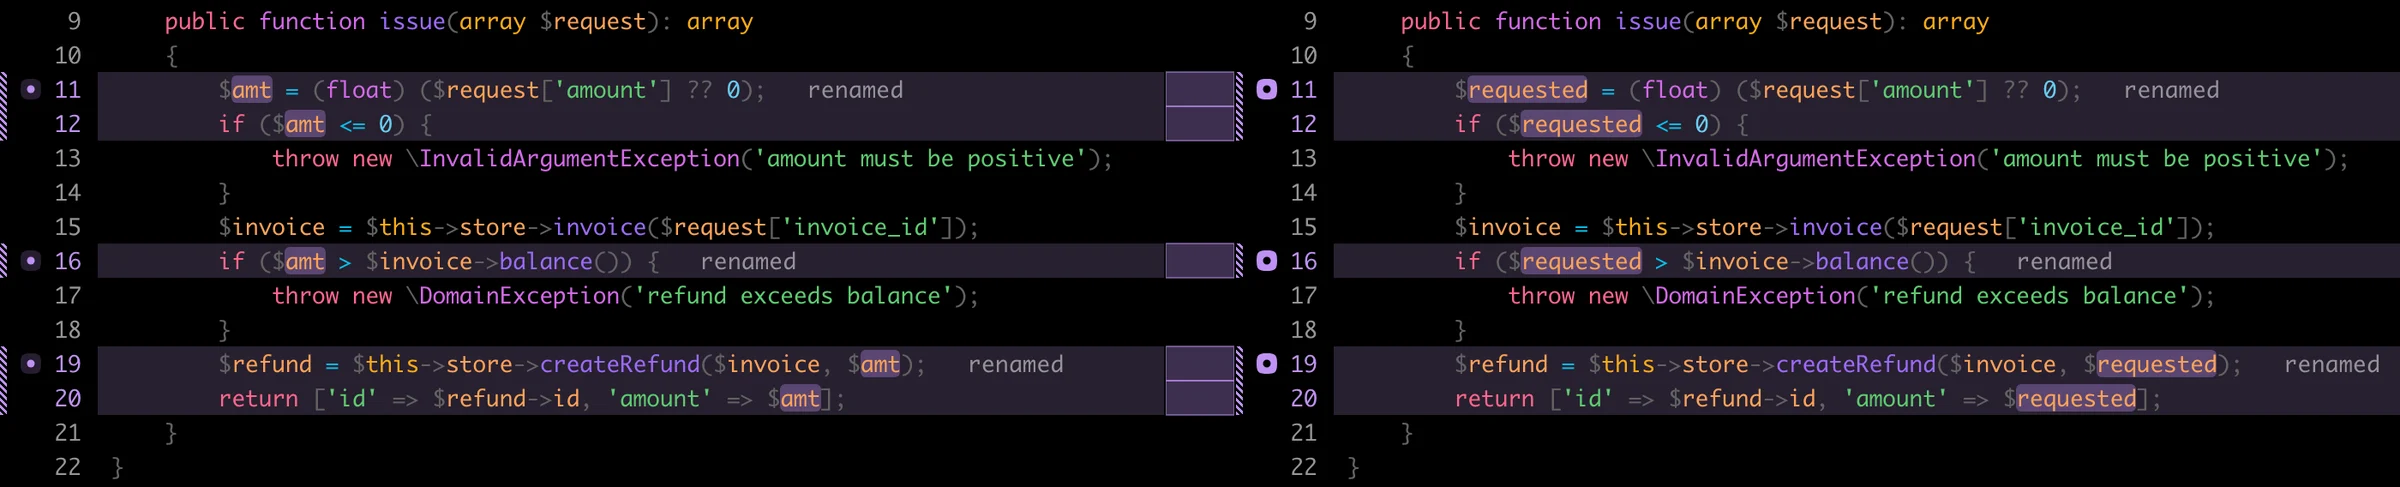 9 public function issue(array $request): array
10 {
11 $amt = (float) ($request['amount'] ?? 0); renamed
12 if ($amt <= 0) {
13 throw new \InvalidArgumentException('amount must be positive');
14 }
15 $invoice = $this->store->invoice($request['invoice_id']);
16 if ($amt > $invoice->balance()) { renamed
17 throw new \DomainException('refund exceeds balance');
18 }
19 $refund = $this->store->createRefund($invoice, $amt); renamed
20 return ['id' => $refund->id, 'amount' => $amt];
21 }
22 }
9 public function issue(array $request): array
10 {
11 $requested = (float) ($request['amount'] ?? 0); renamed
12 if ($requested <= 0) {
13 throw new \InvalidArgumentException('amount must be positive');
14 }
15 $invoice = $this->store->invoice($request['invoice_id']);
16 if ($requested > $invoice->balance()) { renamed
17 throw new \DomainException('refund exceeds balance');
18 }
19 $refund = $this->store->createRefund($invoice, $requested); renamed
20 return ['id' => $refund->id, 'amount' => $requested];
21 }
22 }